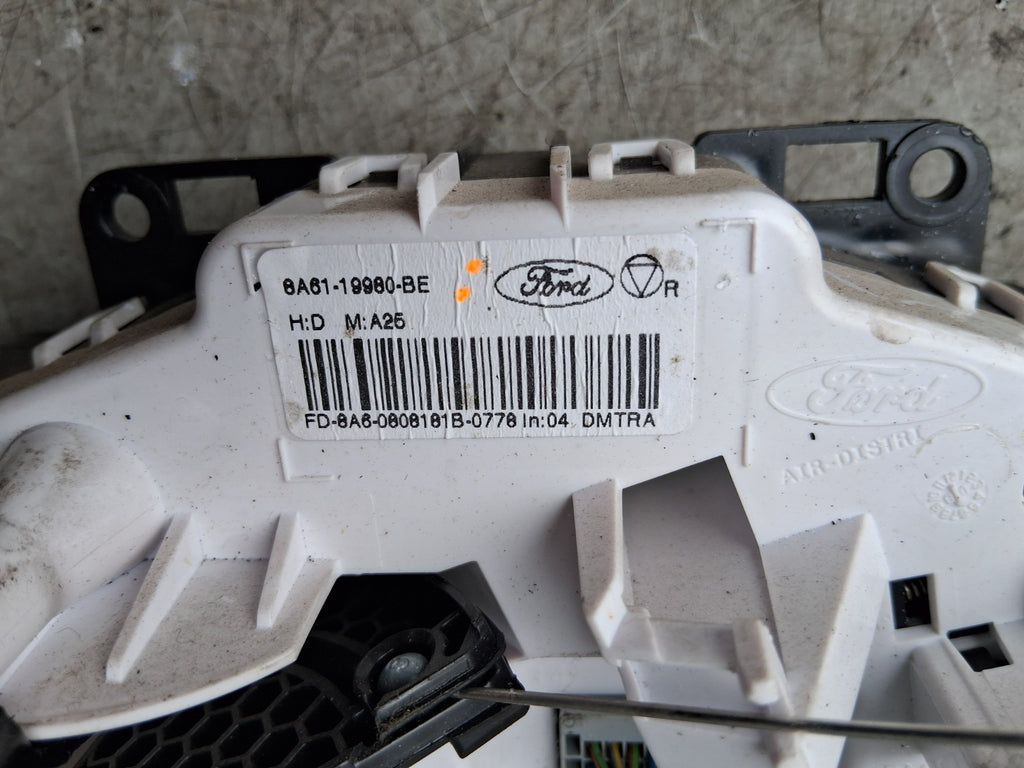 8A61-19980-BE
Ford
R
H:D M:A25
FD-8A6-0808181B-0778 In:04 DMTRA
Ford
AIR-DISTRI